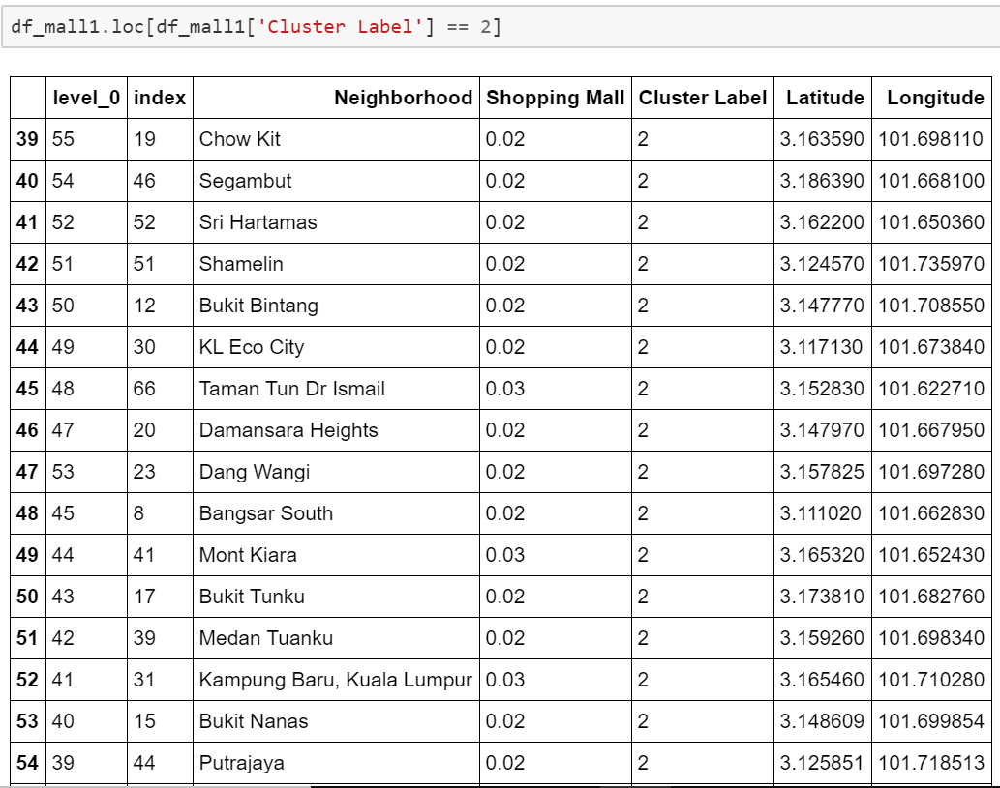 df_mall1.loc[df_mall1['Cluster Label'] == 2]
level_0 index Neighborhood Shopping Mall Cluster Label Latitude Longitude
39 55 19 Chow Kit 0.02 2 3.163590 101.698110
40 54 46 Segambut 0.02 2 3.186390 101.668100
41 52 52 Sri Hartamas 0.02 2 3.162200 101.650360
42 51 51 Shamelin 0.02 2 3.124570 101.735970
43 50 12 Bukit Bintang 0.02 2 3.147770 101.708550
44 49 30 KL Eco City 0.02 2 3.117130 101.673840
45 48 66 Taman Tun Dr Ismail 0.03 2 3.152830 101.622710
46 47 20 Damansara Heights 0.02 2 3.147970 101.667950
47 53 23 Dang Wangi 0.02 2 3.157825 101.697280
48 45 8 Bangsar South 0.02 2 3.111020 101.662830
49 44 41 Mont Kiara 0.03 2 3.165320 101.652430
50 43 17 Bukit Tunku 0.02 2 3.173810 101.682760
51 42 39 Medan Tuanku 0.02 2 3.159260 101.698340
52 41 31 Kampung Baru, Kuala Lumpur 0.03 2 3.165460 101.710280
53 40 15 Bukit Nanas 0.02 2 3.148609 101.699854
54 39 44 Putrajaya 0.02 2 3.125851 101.718513